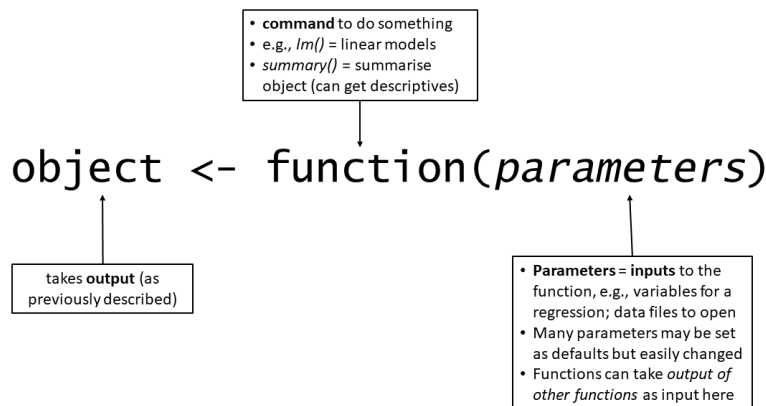 • command to do something
• e.g., lm() = linear models
• summary() = summarise
object (can get descriptives)
object <- function(parameters)
takes output (as
previously described)
• Parameters = inputs to the
function, e.g., variables for a
regression; data files to open
• Many parameters may be set
as defaults but easily changed
• Functions can take output of
other functions as input here